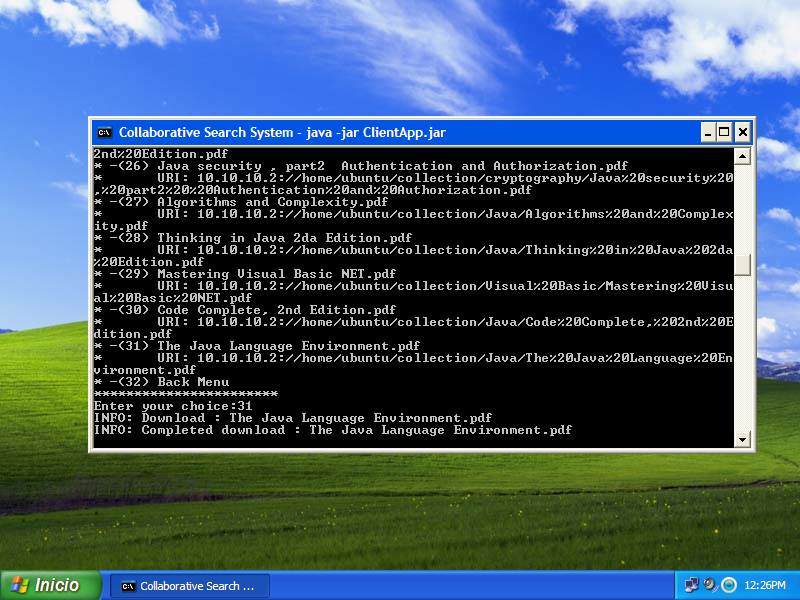 Collaborative Search System - java -jar ClientApp.jar
2nd%20Edition.pdf
* -(26) Java security , part2  Authentication and Authorization.pdf
*       URI: 10.10.10.2://home/ubuntu/collection/cryptography/Java%20security%20
,%20part2%20%20Authentication%20and%20Authorization.pdf
* -(27) Algorithms and Complexity.pdf
*       URI: 10.10.10.2://home/ubuntu/collection/Java/Algorithms%20and%20Complex
ity.pdf
* -(28) Thinking in Java 2da Edition.pdf
*       URI: 10.10.10.2://home/ubuntu/collection/Java/Thinking%20in%20Java%202da
%20Edition.pdf
* -(29) Mastering Visual Basic NET.pdf
*       URI: 10.10.10.2://home/ubuntu/collection/Visual%20Basic/Mastering%20Visu
al%20Basic%20NET.pdf
* -(30) Code Complete, 2nd Edition.pdf
*       URI: 10.10.10.2://home/ubuntu/collection/Java/Code%20Complete,%202nd%20E
dition.pdf
* -(31) The Java Language Environment.pdf
*       URI: 10.10.10.2://home/ubuntu/collection/Java/The%20Java%20Language%20En
vironment.pdf
* -(32) Back Menu
***********************
Enter your choice:31
INFO: Download : The Java Language Environment.pdf
INFO: Completed download : The Java Language Environment.pdf
Inicio
Collaborative Search ...
12:26PM